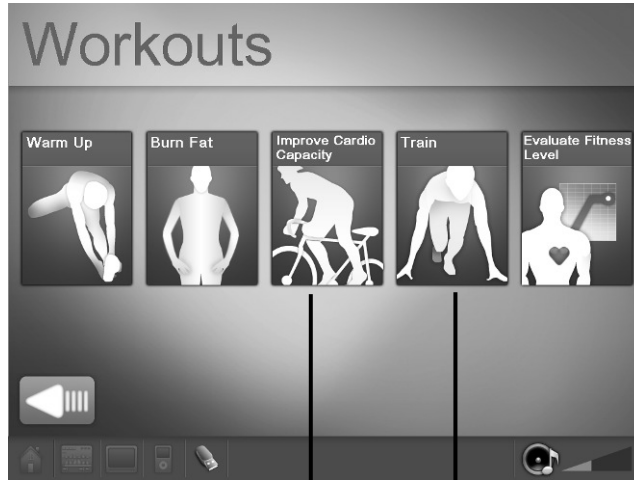 Workouts
Warm Up
Burn Fat
Improve Cardio
Capacity
Train
Evaluate Fitness
Level